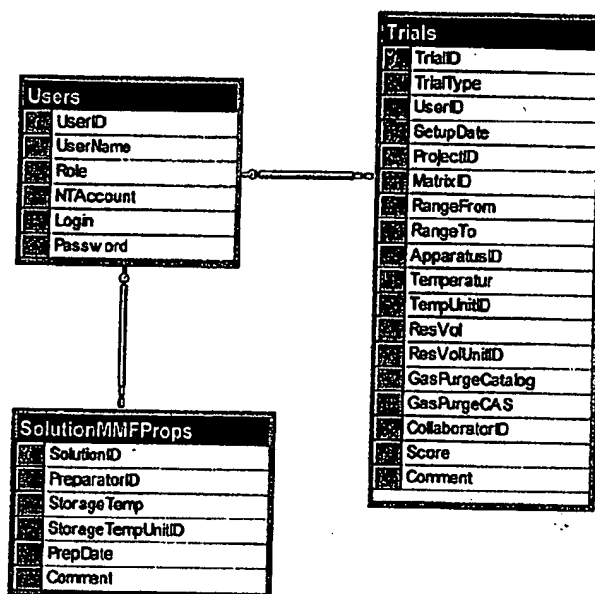 Users
UserID
UserName
Role
NTAccount
Login
Password
Trials
TrialID
TrialType
UserID
SetupDate
ProjectID
MatrixID
RangeFrom
RangeTo
ApparatusID
Temperatur
TempUnitID
ResVol
ResVolUnitID
GasPurgeCatalog
GasPurgeCAS
CollaboratorID
Score
Comment
SolutionMMFProps
SolutionID
PreparatorID
StorageTemp
StorageTempUnitID
PrepDate
Comment